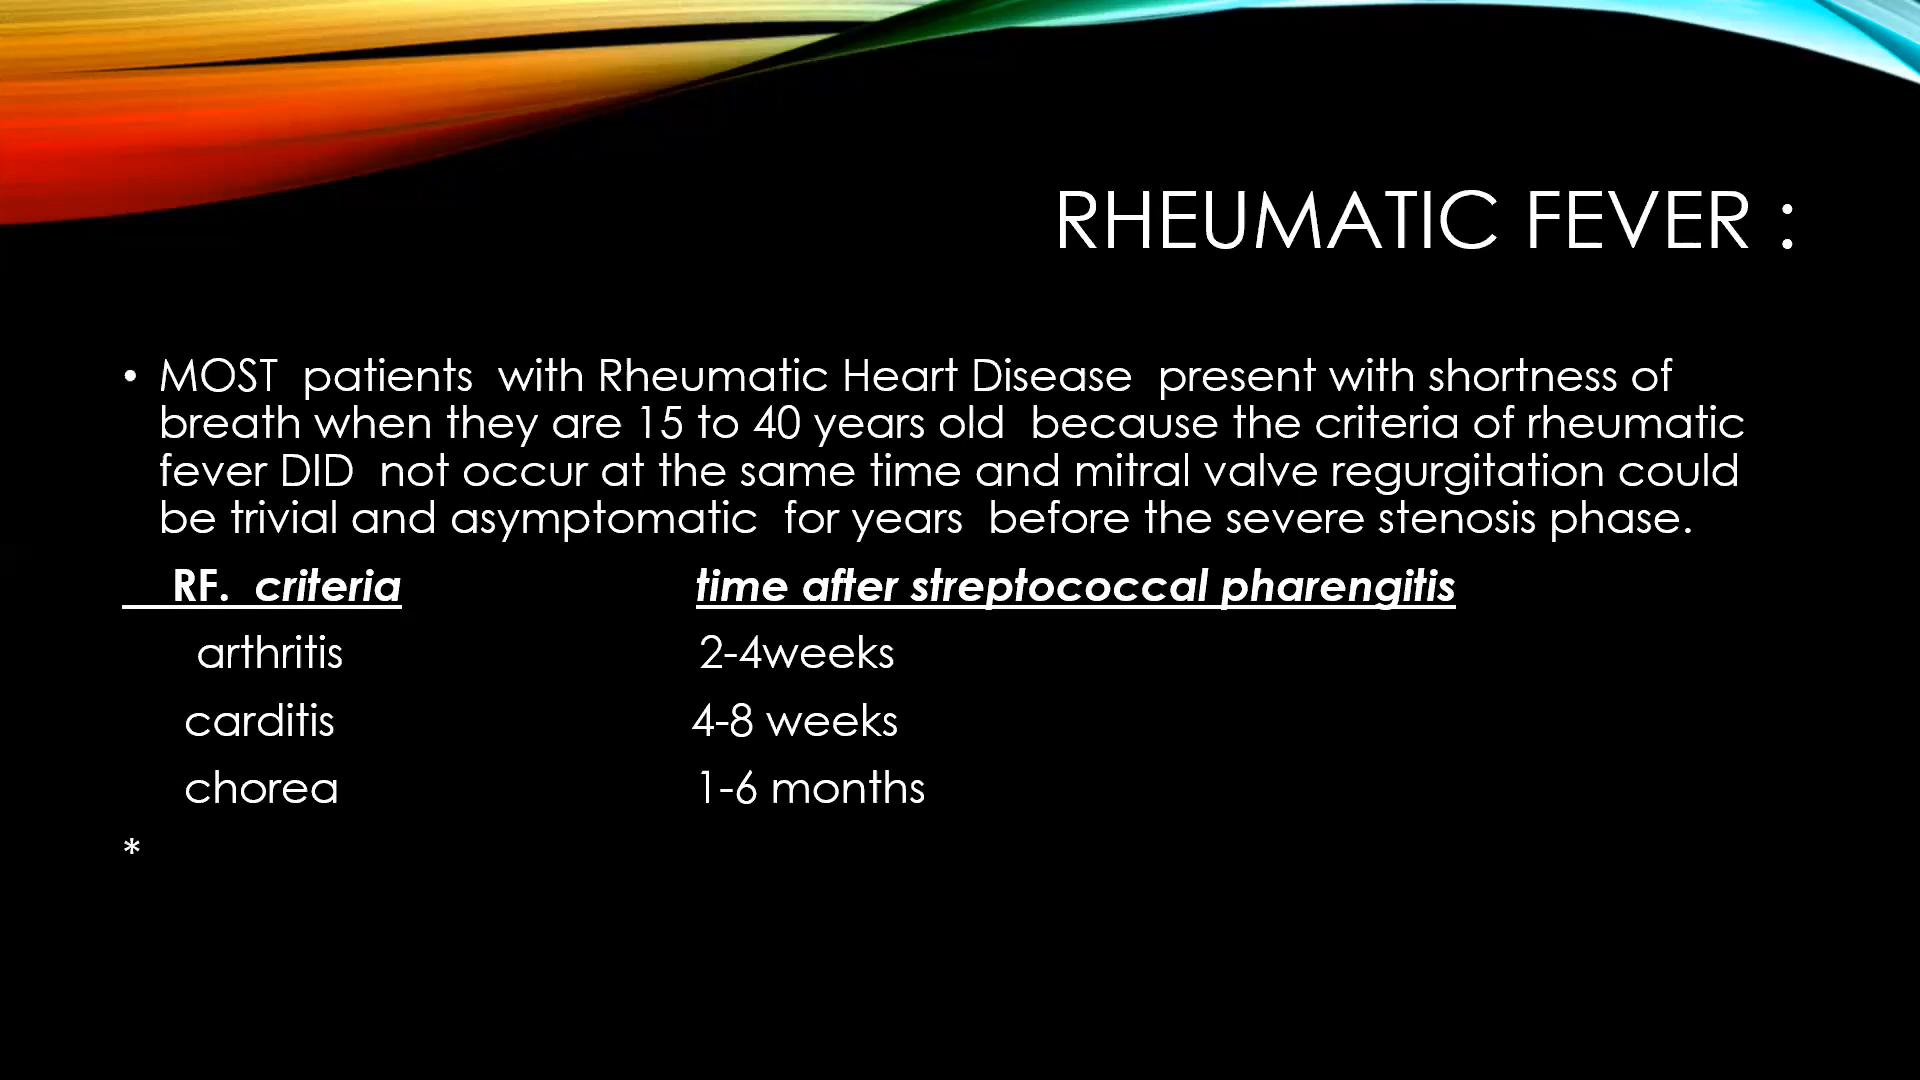 RHEUMATIC FEVER :
• MOST patients with Rheumatic Heart Disease present with shortness of
breath when they are 15 to 40 years old because the criteria of rheumatic
fever DID not occur at the same time and mitral valve regurgitation could
be trivial and asymptomatic for years before the severe stenosis phase.
RF. criteria time after streptococcal pharengitis
arthritis 2-4weeks
carditis 4-8 weeks
chorea 1-6 months
*